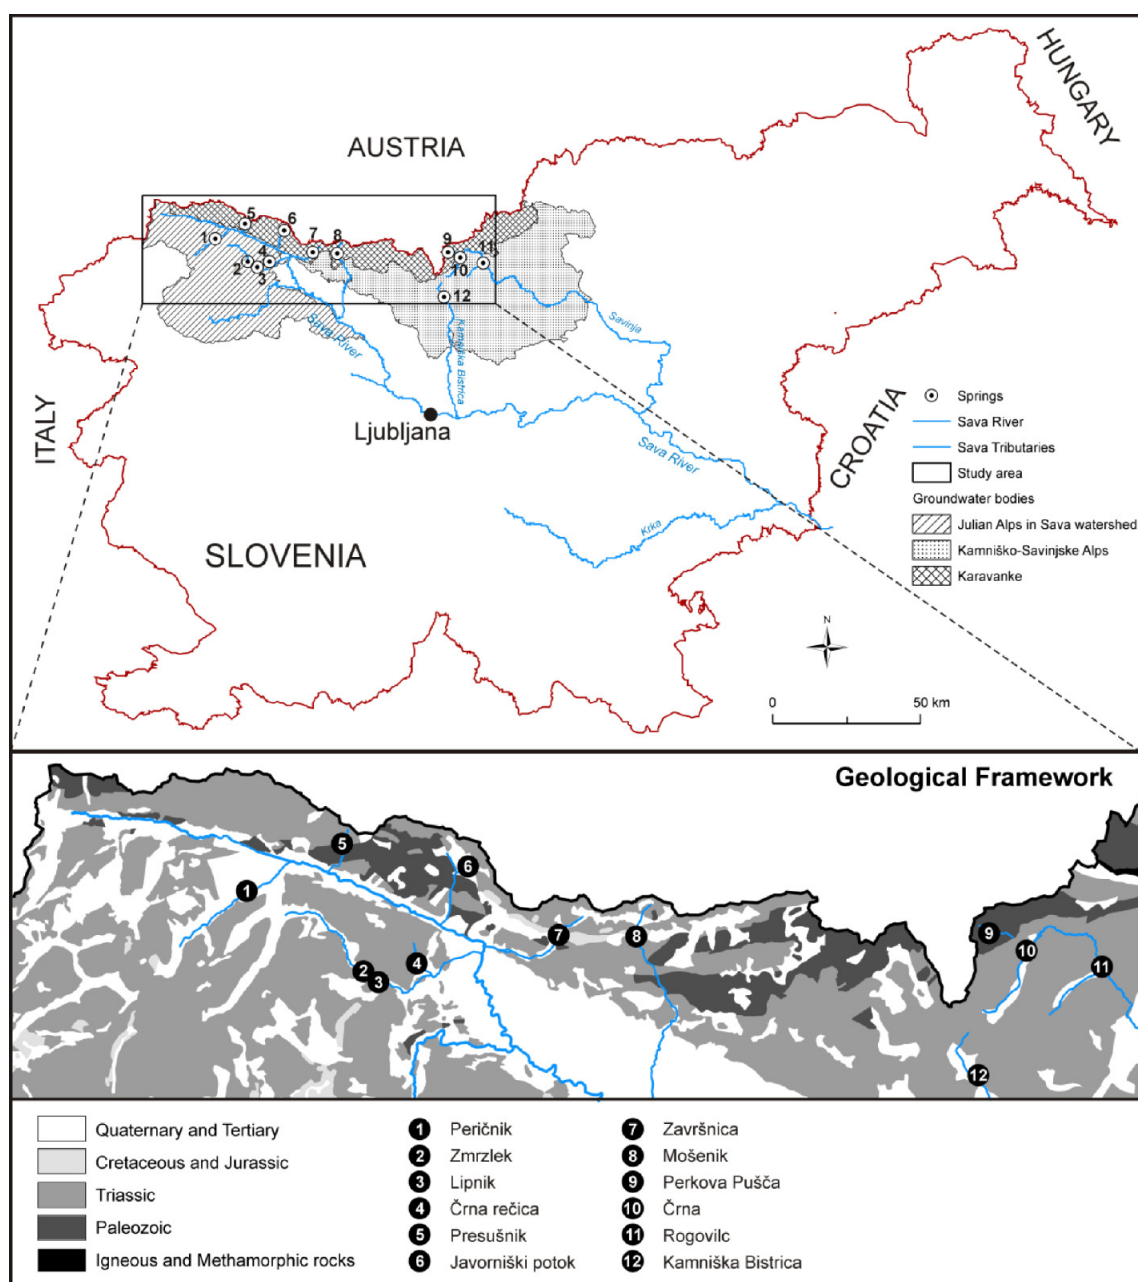 HUNGARY
AUSTRIA
5
6
1
7
8
9
11
4
2
10
3
12
Savinja
Sava River
Kamniška Bistrica
ITALY
CROATIA
Springs
Ljubljana
Sava River
Sava River
Sava Tributaries
Study area
Groundwater bodies
Krka
Julian Alps in Sava watershed
SLOVENIA
Kamniško-Savinjske Alps
Karavanke
N
0 50 km
Geological Framework
5
6
1
7
8
9
10
4
2
3
11
12
Quaternary and Tertiary
Cretaceous and Jurassic
Triassic
Paleozoic
Igneous and Methamorphic rocks
1 Peričnik
2 Zmrzlek
3 Lipnik
4 Črna rečica
5 Presušnik
6 Javorniški potok
7 Završnica
8 Mošenik
9 Perkova Pušča
10 Črna
11 Rogovilc
12 Kamniška Bistrica